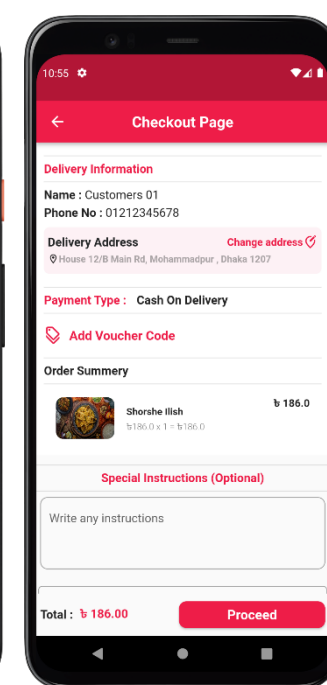 10:55
Checkout Page
Delivery Information
Name : Customers 01
Phone No : 01212345678
Delivery Address Change address
House 12/B Main Rd, Mohammadpur , Dhaka 1207
Payment Type : Cash On Delivery
Add Voucher Code
Order Summery
Shorshe Ilish ৳ 186.0
৳186.0 x 1 = ৳186.0
Special Instructions (Optional)
Write any instructions
Total : ৳ 186.00 Proceed